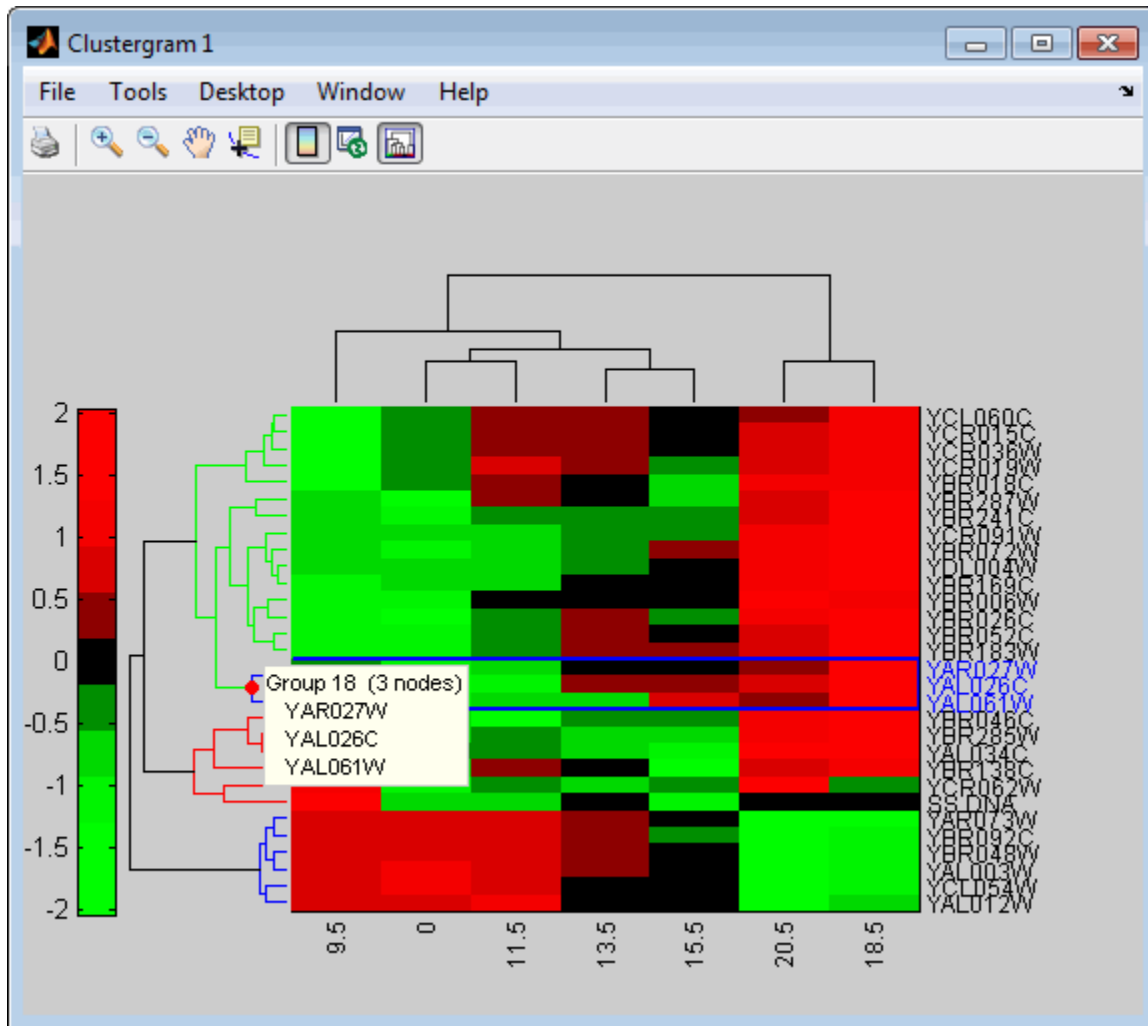 Clustergram 1
File Tools Desktop Window Help
2
1.5
1
0.5
0
-0.5
-1
-1.5
-2
YCL060C
YCR015C
YCR036W
YCR019W
YBR018C
YBR287W
YBR241C
YCR091W
YBR072W
YDL004W
YBR169C
YBR006W
YBR026C
YBR052C
YBR183W
YAR027W
YAL026C
YAL061W
YBR046C
YBR285W
YAL034C
YBR138C
YCR062W
SS DNA
YAR073W
YBR092C
YBR048W
YAL003W
YCL054W
YAL012W
Group 18 (3 nodes)
YAR027W
YAL026C
YAL061W
9.5 0 11.5 13.5 15.5 20.5 18.5